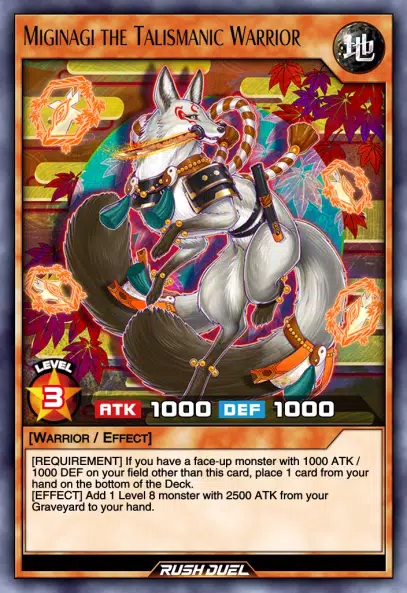 Miginagi the Talismanic Warrior
地
LEVEL
3
ATK 1000 DEF 1000
[Warrior / Effect]
[REQUIREMENT] If you have a face-up monster with 1000 ATK /
1000 DEF on your field other than this card, place 1 card from your
hand on the bottom of the Deck.
[EFFECT] Add 1 Level 8 monster with 2500 ATK from your
Graveyard to your hand.
RUSH DUEL